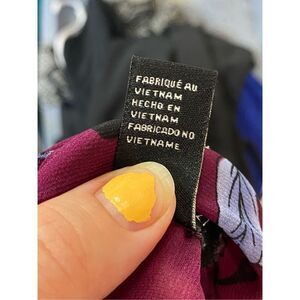 FABRIQUÉ AU
VIETNAM
HECHO EN
VIETNAM
FABRICADO NO
VIETNAME